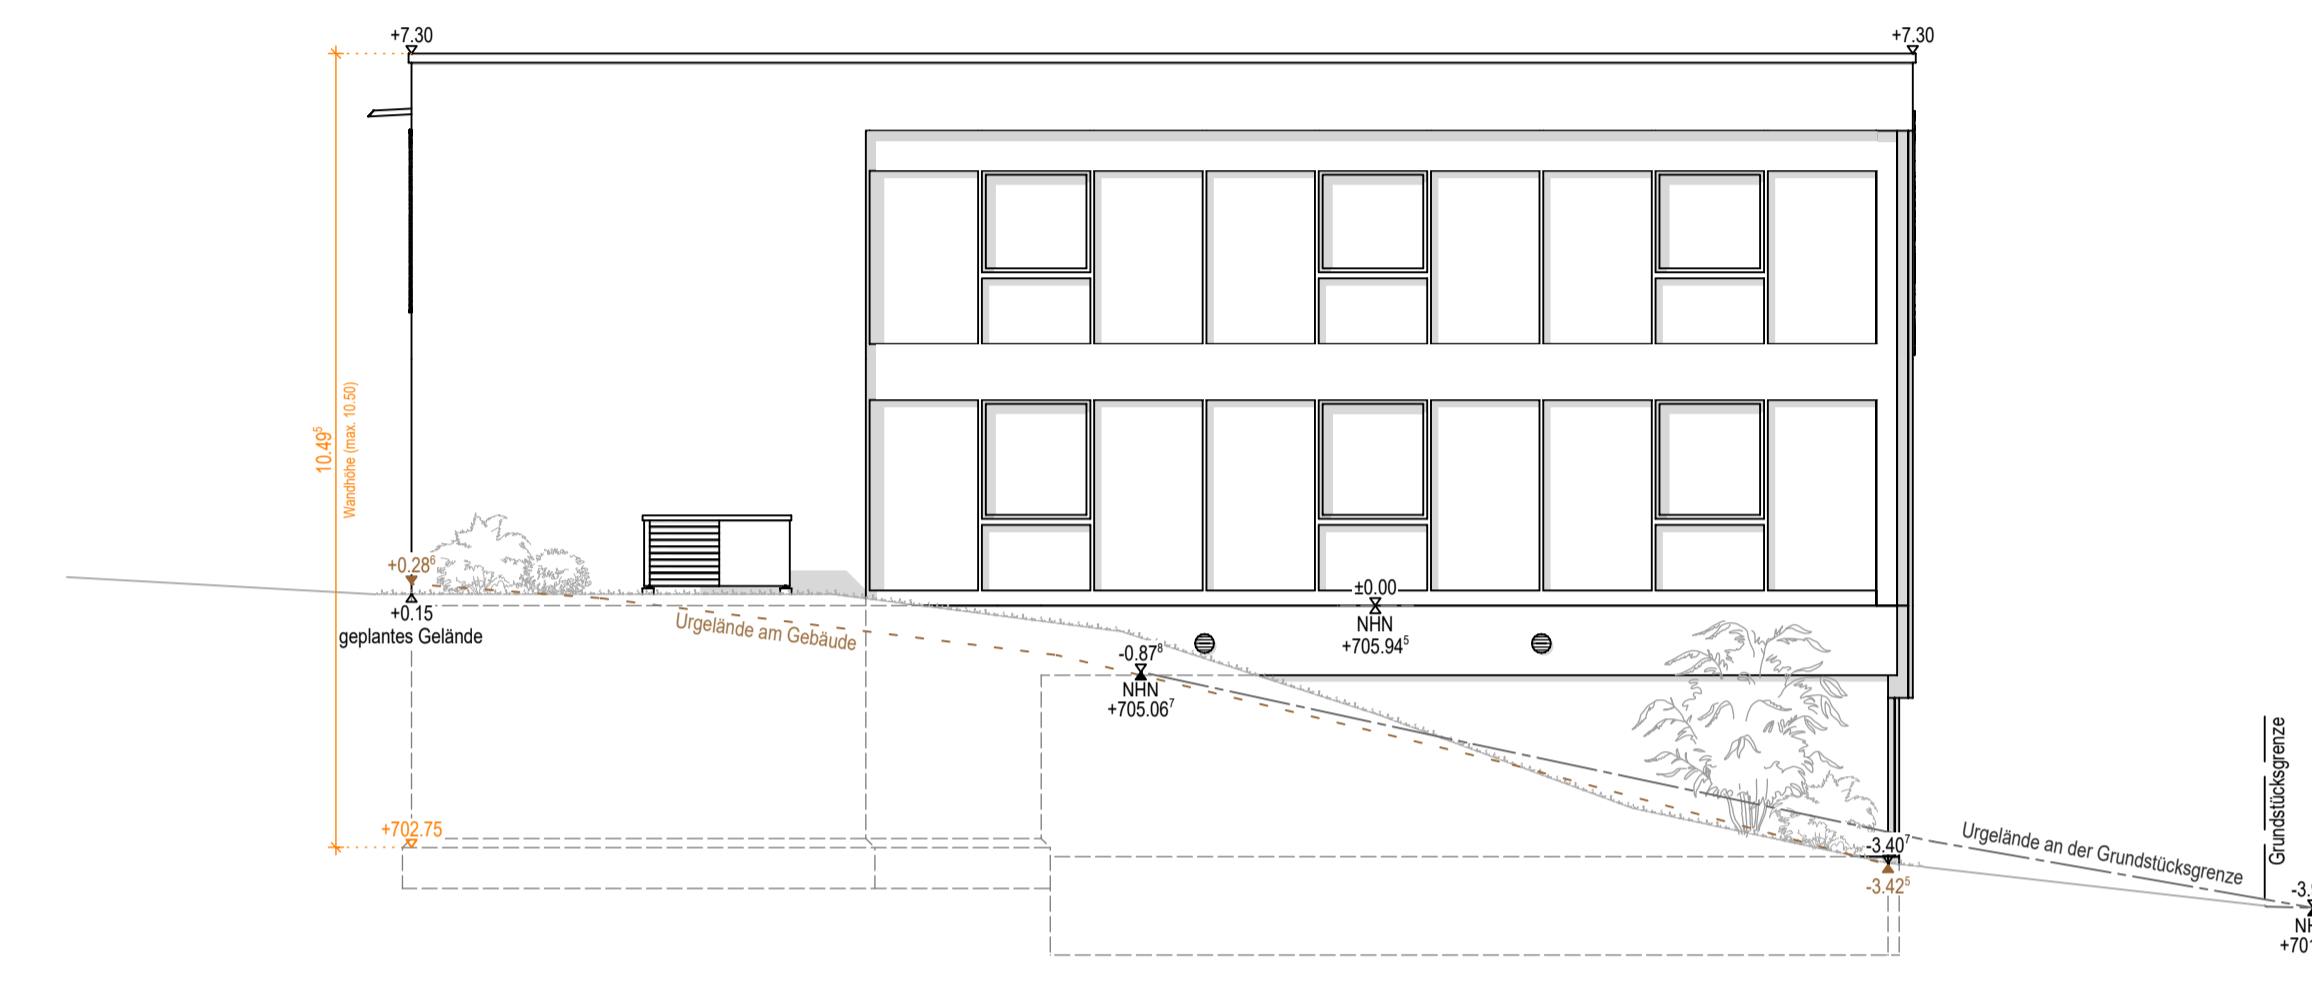 +7.30
+7.30
10.49⁵
Wandhöhe (max. 10.50)
+0.28⁶
+0.15
geplantes Gelände
Urgelände am Gebäude
±0.00
NHN
+705.94⁵
-0.87⁸
NHN
+705.06⁷
+702.75
-3.40⁷
-3.42⁵
Urgelände an der Grundstücksgrenze
Grundstücksgrenze